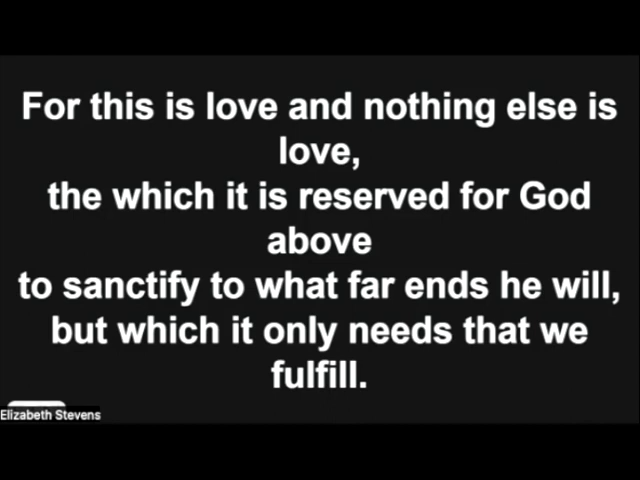 For this is love and nothing else is
love,
the which it is reserved for God
above
to sanctify to what far ends he will,
but which it only needs that we
fulfill.
Elizabeth Stevens